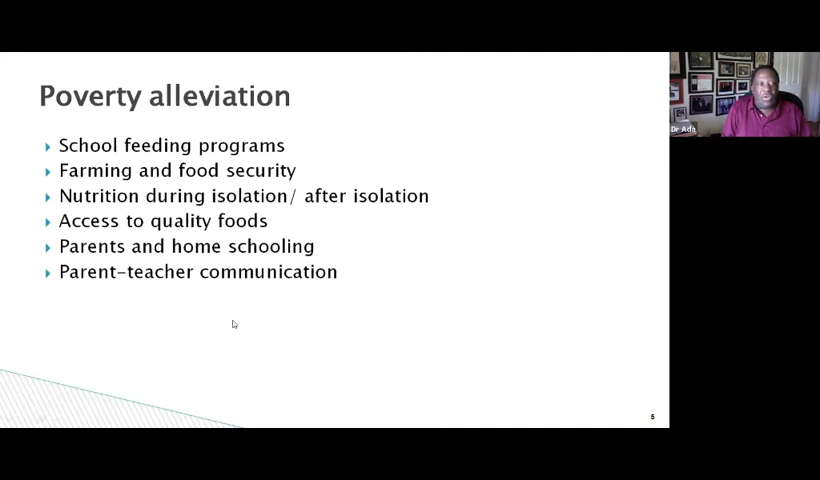 Poverty alleviation
School feeding programs
Farming and food security
Nutrition during isolation/ after isolation
Access to quality foods
Parents and home schooling
Parent-teacher communication
5
Dr Ada